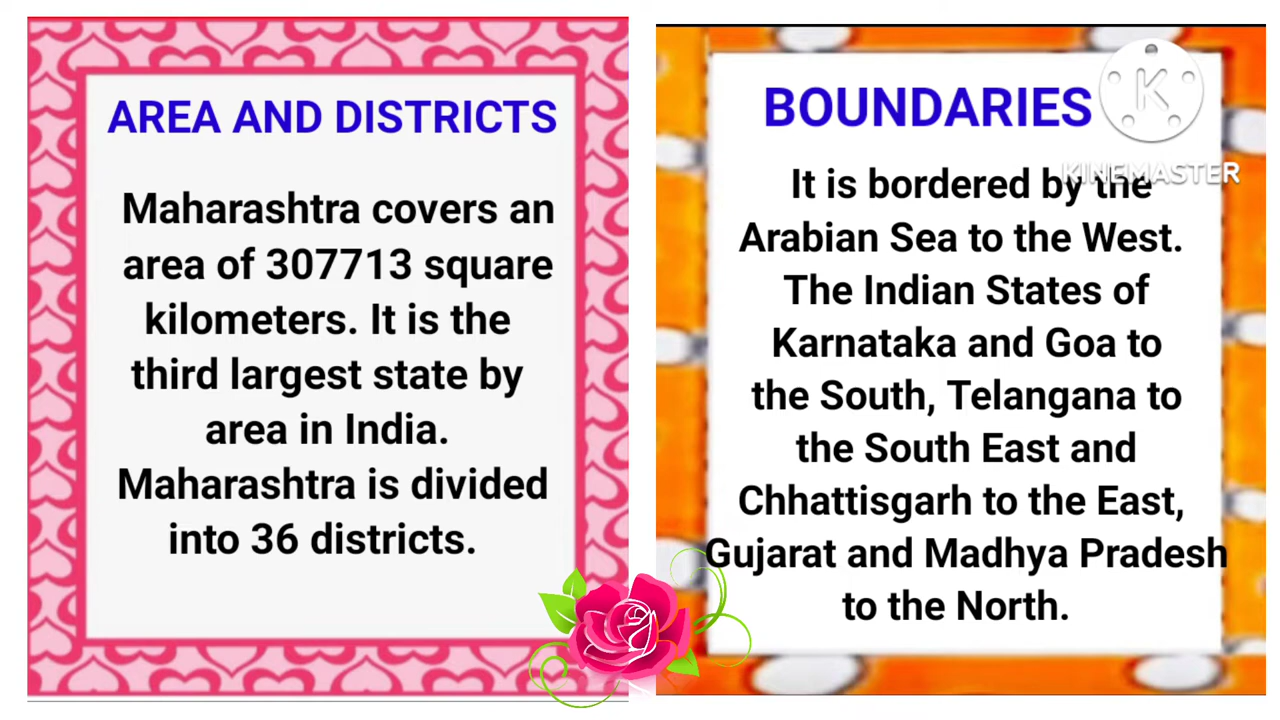 AREA AND DISTRICTS
Maharashtra covers an
area of 307713 square
kilometers. It is the
third largest state by
area in India.
Maharashtra is divided
into 36 districts.
BOUNDARIES
K
KINEMASTER
It is bordered by the
Arabian Sea to the West.
The Indian States of
Karnataka and Goa to
the South, Telangana to
the South East and
Chhattisgarh to the East,
Gujarat and Madhya Pradesh
to the North.